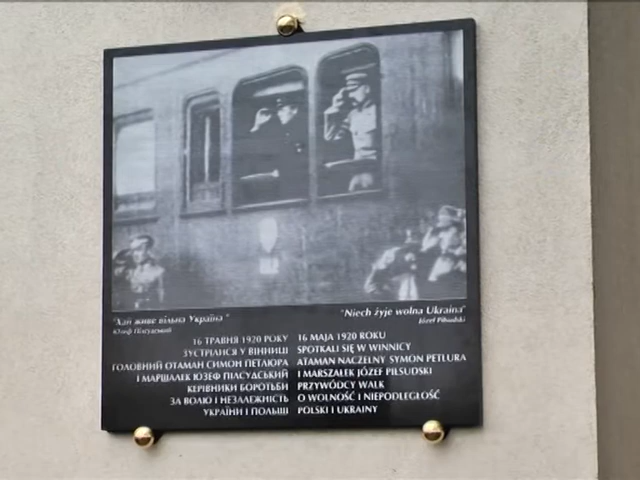 "Хай живе вільна Україна"
Юзеф Пілсудський
"Niech żyje wolna Ukraina"
Józef Piłsudski
16 ТРАВНЯ 1920 РОКУ
ЗУСТРІЛИСЯ У ВІННИЦІ
ГОЛОВНИЙ ОТАМАН СИМОН ПЕТЛЮРА
І МАРШАЛЕК ЮЗЕФ ПІЛСУДСЬКИЙ
КЕРІВНИКИ БОРОТЬБИ
ЗА ВОЛЮ І НЕЗАЛЕЖНІСТЬ
УКРАЇНИ І ПОЛЬЩІ
16 MAJA 1920 ROKU
SPOTKALI SIĘ W WINNICY
ATAMAN NACZELNY SYMON PETLURA
I MARSZAŁEK JÓZEF PIŁSUDSKI
PRZYWÓDCY WALK
O WOLNOŚĆ I NIEPODLEGŁOŚĆ
POLSKI I UKRAINY